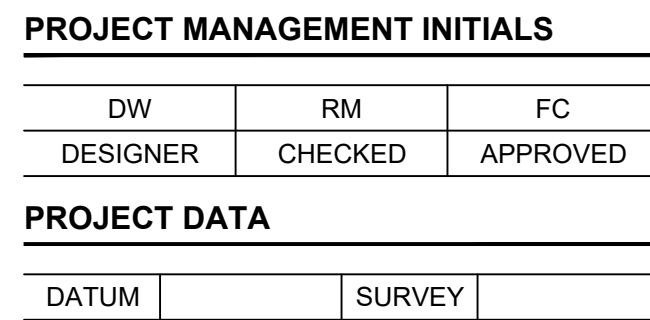 PROJECT MANAGEMENT INITIALS
DW RM FC
DESIGNER CHECKED APPROVED
PROJECT DATA
DATUM SURVEY